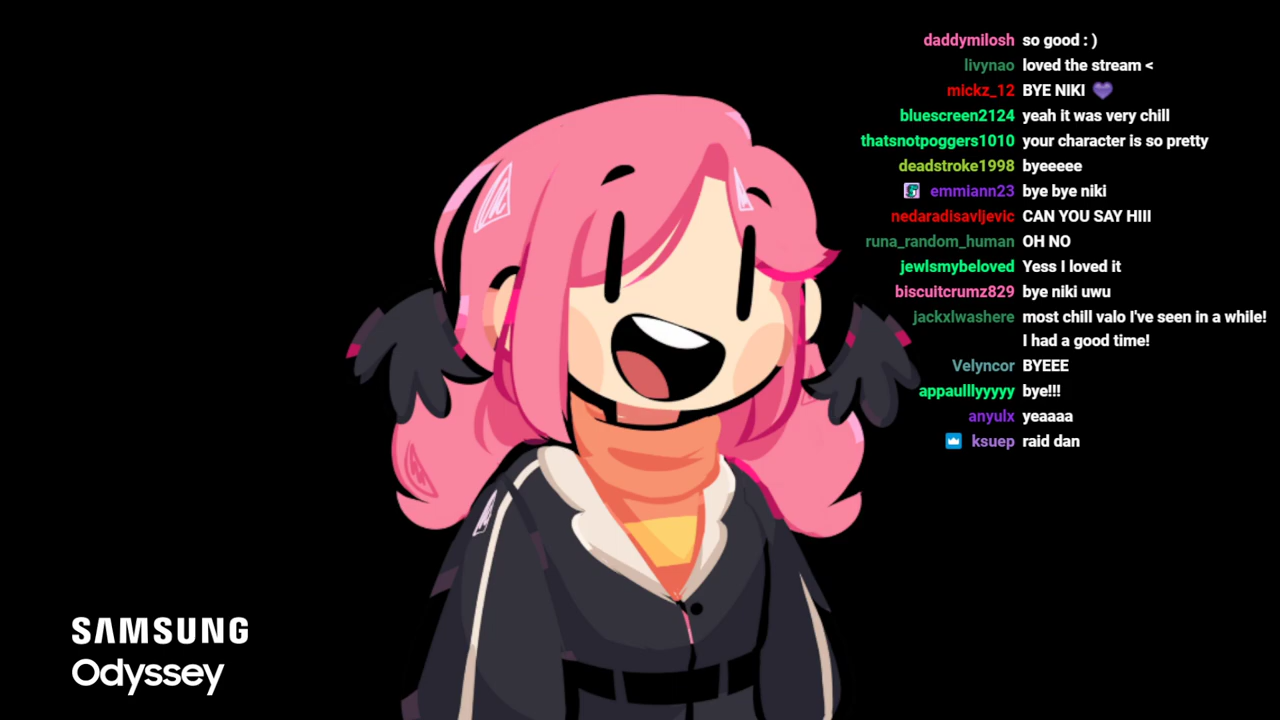 daddymilosh so good : )
livynao loved the stream <
mickz_12 BYE NIKI 💜
bluescreen2124 yeah it was very chill
thatsnotpoggers1010 your character is so pretty
deadstroke1998 byeeeee
emmiann23 bye bye niki
nedaradisavljevic CAN YOU SAY HIII
runa_random_human OH NO
jewlsmybeloved Yess I loved it
biscuitcrumz829 bye niki uwu
jackxlwashere most chill valo I've seen in a while!
I had a good time!
Velyncor BYEEE
appaulllyyyyy bye!!!
anyulx yeaaaa
ksuep raid dan
SAMSUNG
Odyssey